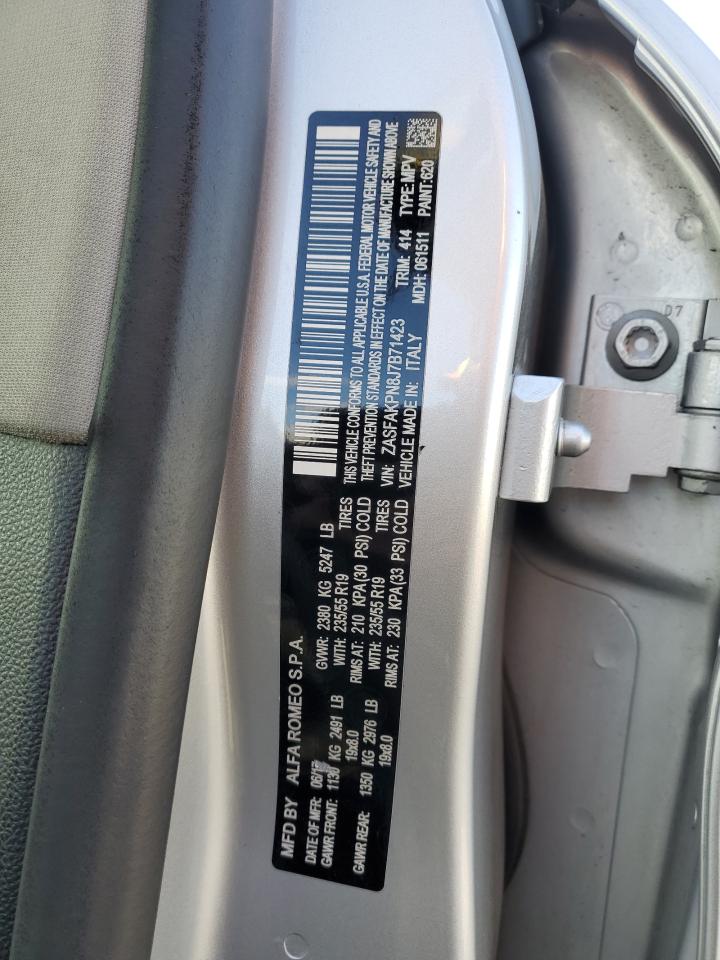 MFD BY ALFA ROMEO S.P.A.
DATE OF MFR: GVWR: 2380 KG 5247 LB
GAWR FRONT: 1130 KG 2491 LB WITH: 235/55 R19 TIRES
19x8.0 RIMS AT: 210 KPA(30 PSI) COLD
GAWR REAR: 1350 KG 2976 LB WITH: 235/55 R19 TIRES
19x8.0 RIMS AT: 230 KPA(33 PSI) COLD
THIS VEHICLE CONFORMS TO ALL APPLICABLE U.S.A. FEDERAL MOTOR VEHICLE SAFETY AND
THEFT PREVENTION STANDARDS IN EFFECT ON THE DATE OF MANUFACTURE SHOWN ABOVE
VIN: ZASFAKPN8J7B71423 TRIM: 414 TYPE:MPV
VEHICLE MADE IN: ITALY MDH: 061511 PAINT:620
D7